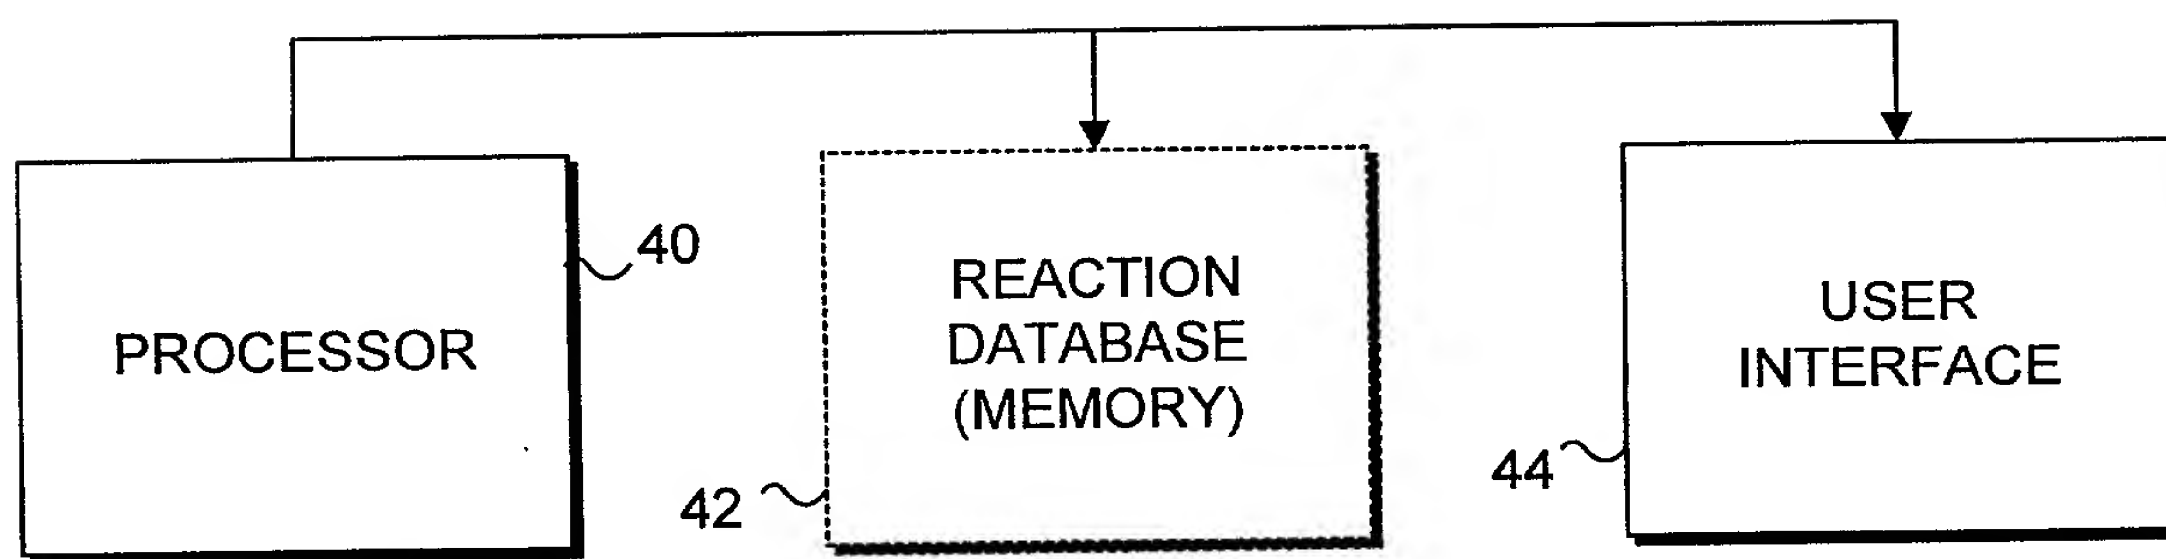 PROCESSOR
40
REACTION
DATABASE
(MEMORY)
42
USER
INTERFACE
44